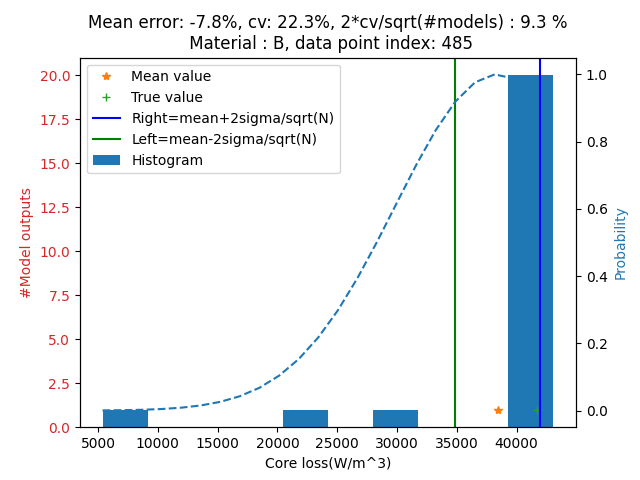 Mean error: -7.8%, cv: 22.3%, 2*cv/sqrt(#models) : 9.3 %
Material : B, data point index: 485
Mean value
True value
Right=mean+2sigma/sqrt(N)
Left=mean-2sigma/sqrt(N)
Histogram
#Model outputs
20.0
17.5
15.0
12.5
10.0
7.5
5.0
2.5
0.0
1.0
0.8
0.6
0.4
0.2
0.0
Probability
5000 10000 15000 20000 25000 30000 35000 40000
Core loss(W/m^3)